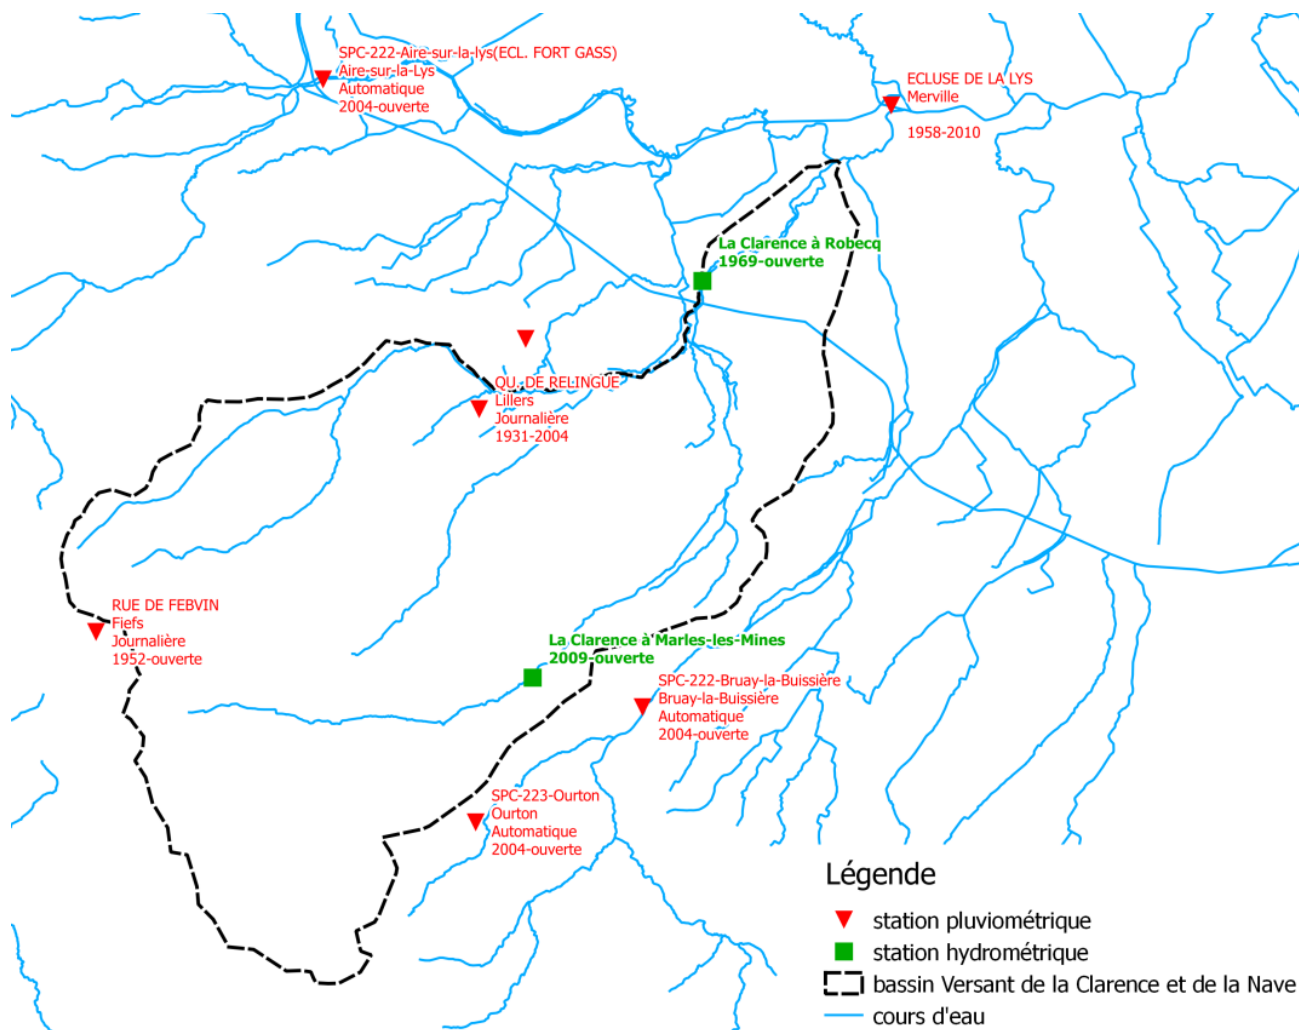 SPC-222-Aire-sur-la-lys(ECL. FORT GASS)
Aire-sur-la-Lys
Automatique
2004-ouverte
ECLUSE DE LA LYS
Merville
1958-2010
La Clarence à Robecq
1969-ouverte
QU. DE RELINGUE
Lillers
Journalière
1931-2004
RUE DE FEBVIN
Fiefs
Journalière
1952-ouverte
La Clarence à Marles-les-Mines
2009-ouverte
SPC-222-Bruay-la-Buissière
Bruay-la-Buissière
Automatique
2004-ouverte
SPC-223-Ourton
Ourton
Automatique
2004-ouverte
Légende
station pluviométrique
station hydrométrique
bassin Versant de la Clarence et de la Nave
cours d'eau